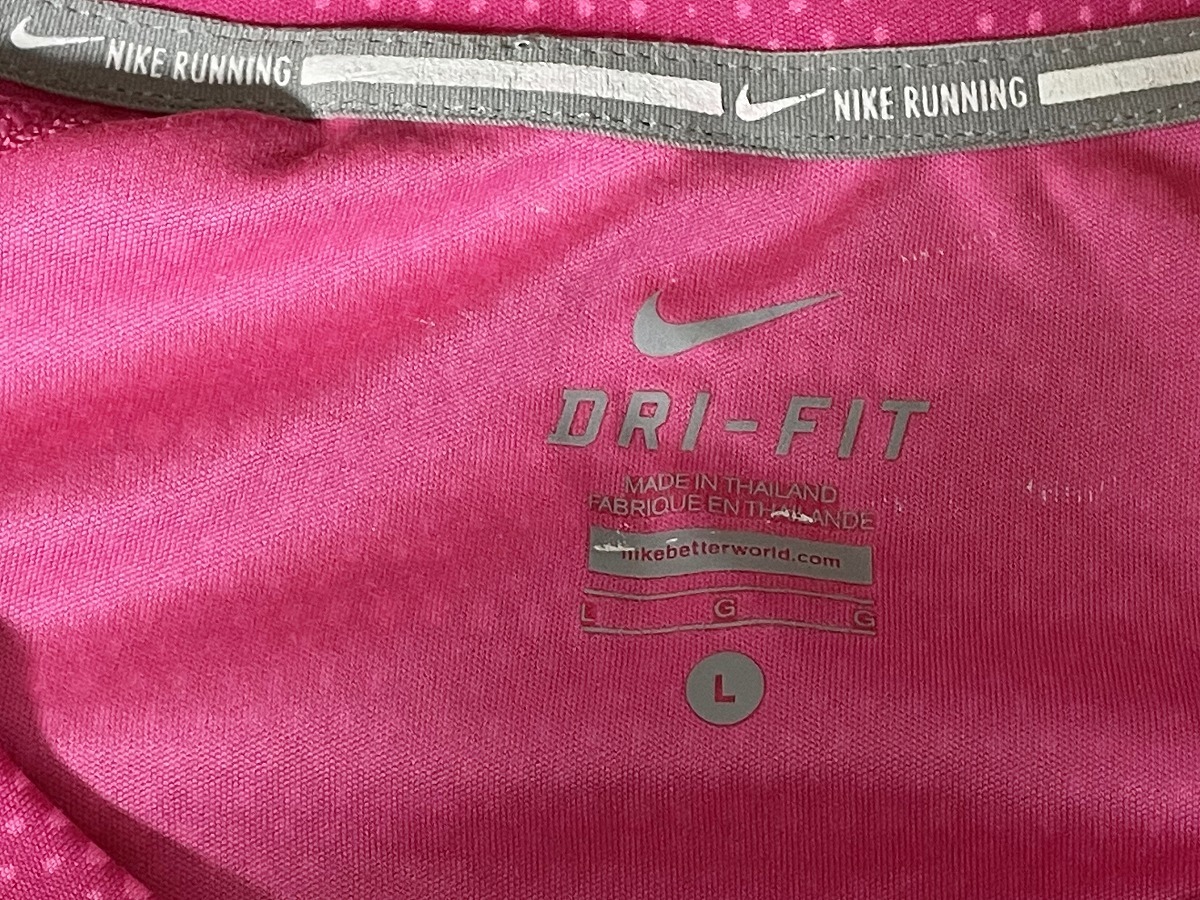 NIKE RUNNING NIKE RUNNING
DRI-FIT
MADE IN THAILAND
FABRIQUE EN THAILANDE
nikebetterworld.com
L G G
L